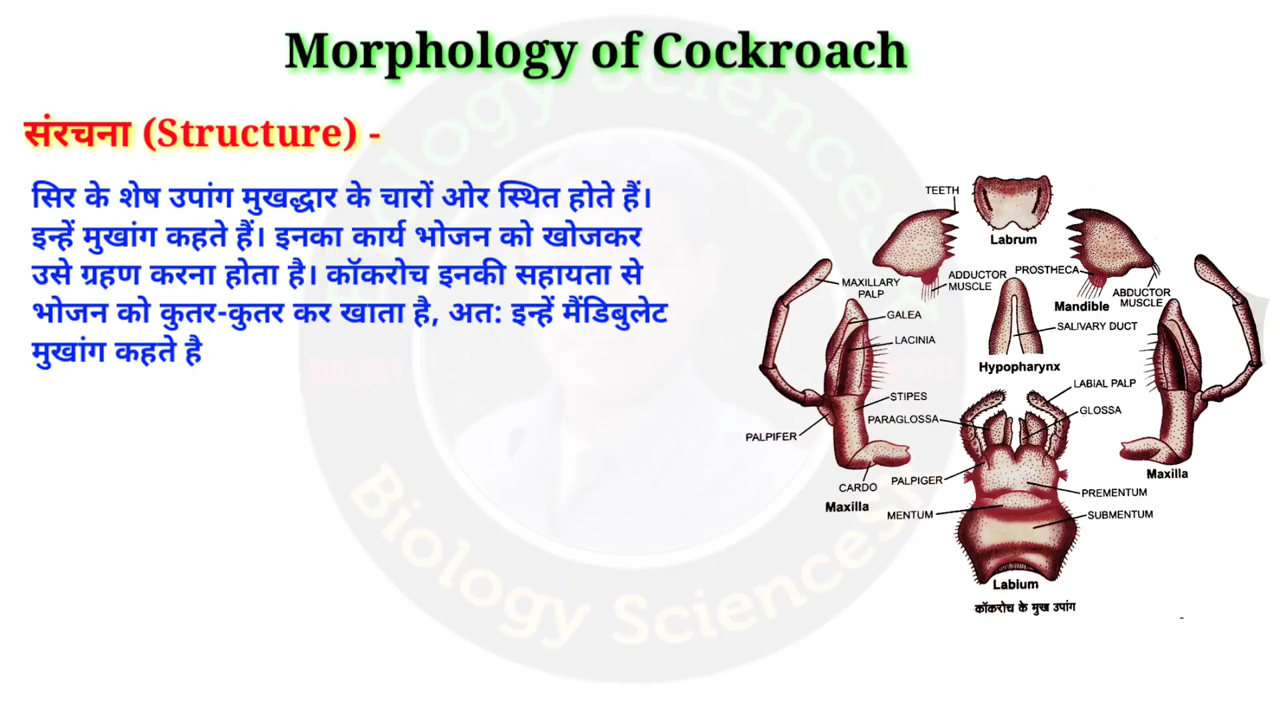 Morphology of Cockroach
संरचना (Structure) -
सिर के शेष उपांग मुखद्धार के चारों ओर स्थित होते हैं।
इन्हें मुखांग कहते हैं। इनका कार्य भोजन को खोजकर
उसे ग्रहण करना होता है। कॉकरोच इनकी सहायता से
भोजन को कुतर-कुतर कर खाता है, अत: इन्हें मैंडिबुलेट
मुखांग कहते है
TEETH
Labrum
ADDUCTOR
MUSCLE
PROSTHECA
Mandible
ABDUCTOR
MUSCLE
MAXILLARY
PALP
GALEA
LACINIA
SALIVARY DUCT
Hypopharynx
STIPES
PARAGLOSSA
LABIAL PALP
GLOSSA
PALPIFER
CARDO
Maxilla
PALPIGER
MENTUM
Maxilla
PREMENTUM
SUBMENTUM
Labium
कॉकरोच के मुख उपांग
Biology Sciences